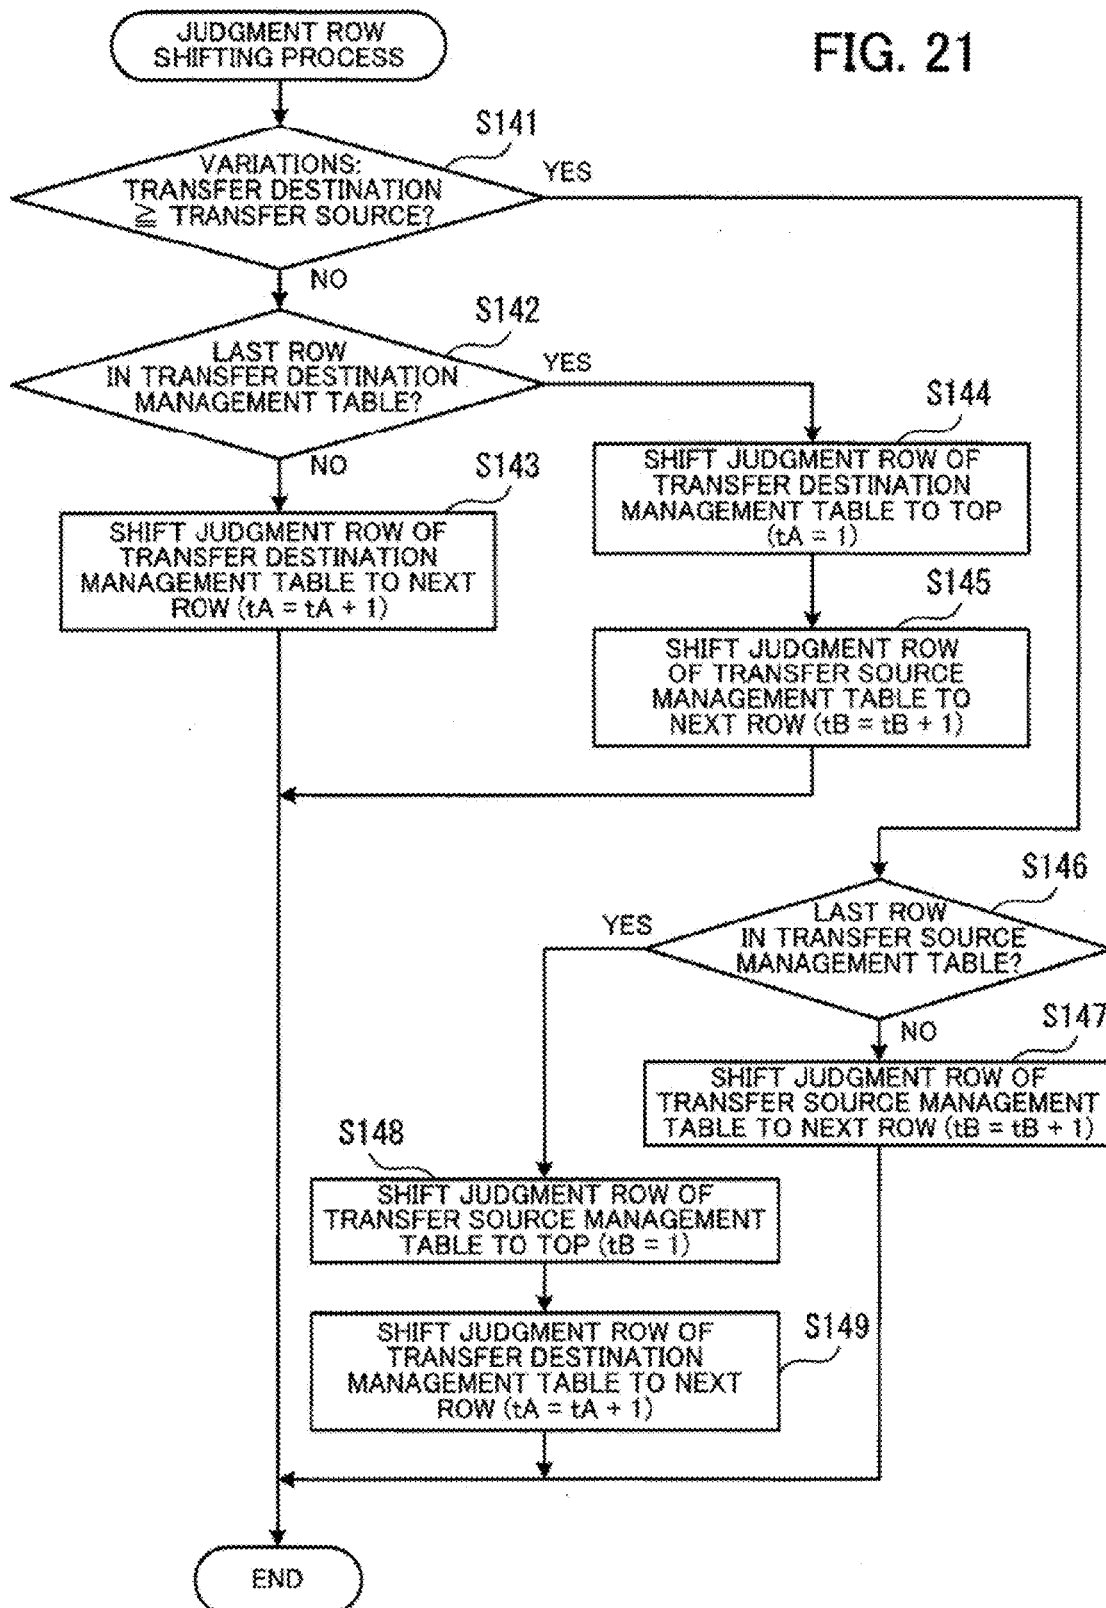 JUDGMENT ROW
SHIFTING PROCESS
FIG. 21
S141
VARIATIONS:
TRANSFER DESTINATION
≧ TRANSFER SOURCE?
YES
NO
S142
LAST ROW
IN TRANSFER DESTINATION
MANAGEMENT TABLE?
YES
NO
S143
SHIFT JUDGMENT ROW OF
TRANSFER DESTINATION
MANAGEMENT TABLE TO NEXT
ROW (tA = tA + 1)
S144
SHIFT JUDGMENT ROW OF
TRANSFER DESTINATION
MANAGEMENT TABLE TO TOP
(tA = 1)
S145
SHIFT JUDGMENT ROW
OF TRANSFER SOURCE
MANAGEMENT TABLE TO
NEXT ROW (tB = tB + 1)
S146
LAST ROW
IN TRANSFER SOURCE
MANAGEMENT TABLE?
YES
NO
S147
SHIFT JUDGMENT ROW OF
TRANSFER SOURCE MANAGEMENT
TABLE TO NEXT ROW (tB = tB + 1)
S148
SHIFT JUDGMENT ROW OF
TRANSFER SOURCE MANAGEMENT
TABLE TO TOP (tB = 1)
S149
SHIFT JUDGMENT ROW OF
TRANSFER DESTINATION
MANAGEMENT TABLE TO NEXT
ROW (tA = tA + 1)
END